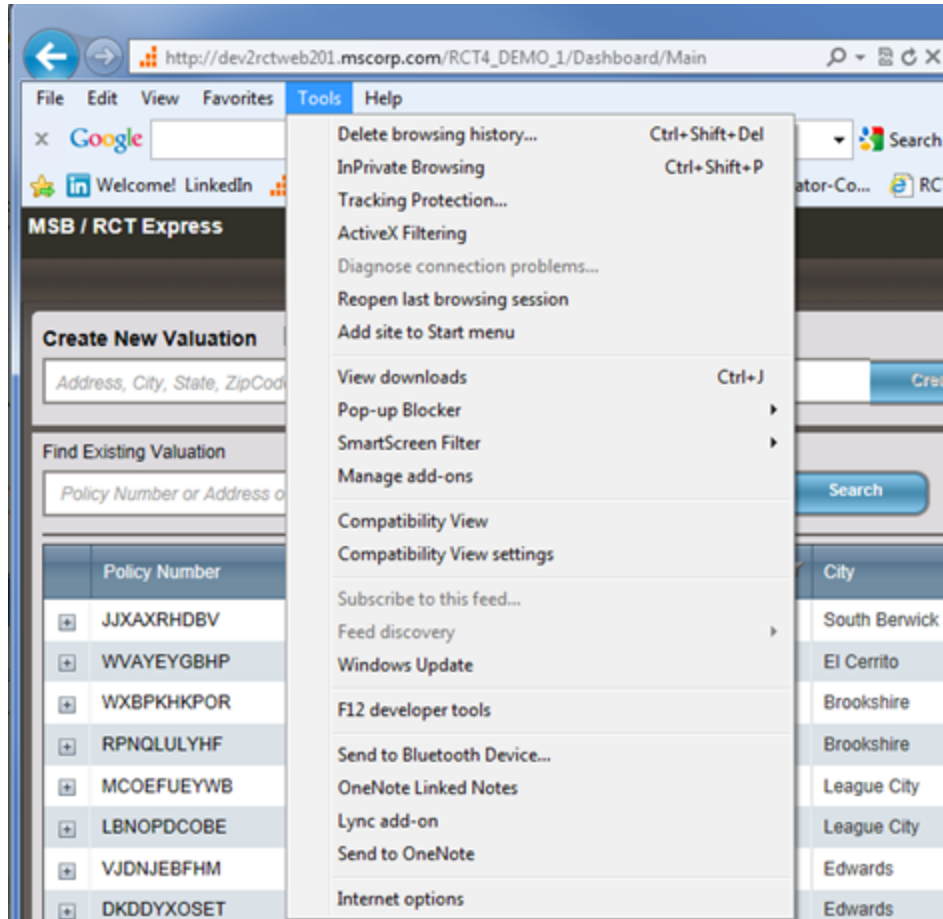 http://dev2rctweb201.mscorp.com/RCT4_DEMO_1/Dashboard/Main
File Edit View Favorites Tools Help
x Google Search
Welcome! LinkedIn ator-Co... RC
MSB / RCT Express
Delete browsing history... Ctrl+Shift+Del
InPrivate Browsing Ctrl+Shift+P
Tracking Protection...
ActiveX Filtering
Diagnose connection problems...
Reopen last browsing session
Add site to Start menu
View downloads Ctrl+J
Pop-up Blocker
SmartScreen Filter
Manage add-ons
Compatibility View
Compatibility View settings
Subscribe to this feed...
Feed discovery
Windows Update
F12 developer tools
Send to Bluetooth Device...
OneNote Linked Notes
Lync add-on
Send to OneNote
Internet options
Create New Valuation
Address, City, State, ZipCod Crea
Find Existing Valuation
Policy Number or Address o Search
Policy Number City
JJXAXRHDBV South Berwick
WVAYEYGBHP El Cerrito
WXBPKHKPOR Brookshire
RPNQLULYHF Brookshire
MCOEFUEYWB League City
LBNOPDCOBE League City
VJDNJEBFHM Edwards
DKDDYXOSET Edwards